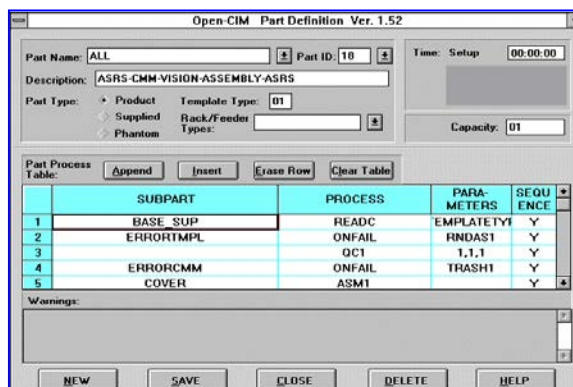 Open-CIM   Part Definition Ver. 1.52
Part Name: ALL Part ID: 18
Time: Setup 00:00:00
Description: ASRS-CMM-VISION-ASSEMBLY-ASRS
Part Type: Product Template Type: 01
Supplied Rack/Feeder Types:
Phantom
Capacity: 01
Part Process Table: Append Insert Erase Row Clear Table
SUBPART PROCESS PARA-METERS SEQU ENCE
1 BASE_SUP READC EMPLATETYP Y
2 ERRORTMPL ONFAIL RNDAS1 Y
3 QC1 1,1,1 Y
4 ERRORCMM ONFAIL TRASH1 Y
5 COVER ASM1 Y
Warnings:
NEW SAVE CLOSE DELETE HELP